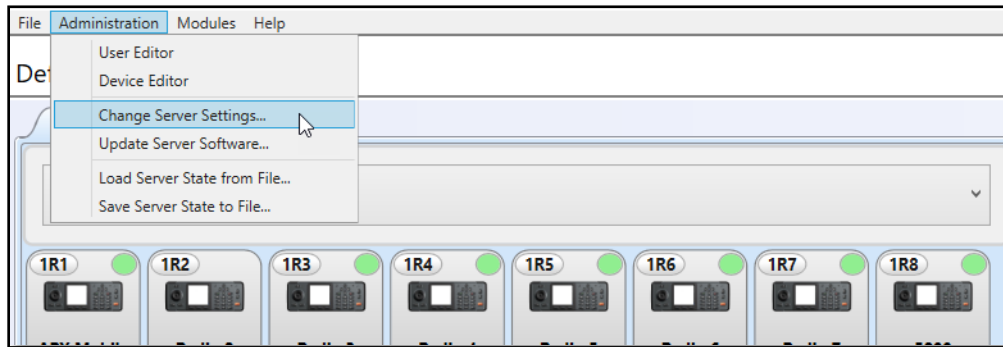 File Administration Modules Help
User Editor
De
Device Editor
Change Server Settings...
Update Server Software...
Load Server State from File...
Save Server State to File...
1R1 1R2 1R3 1R4 1R5 1R6 1R7 1R8